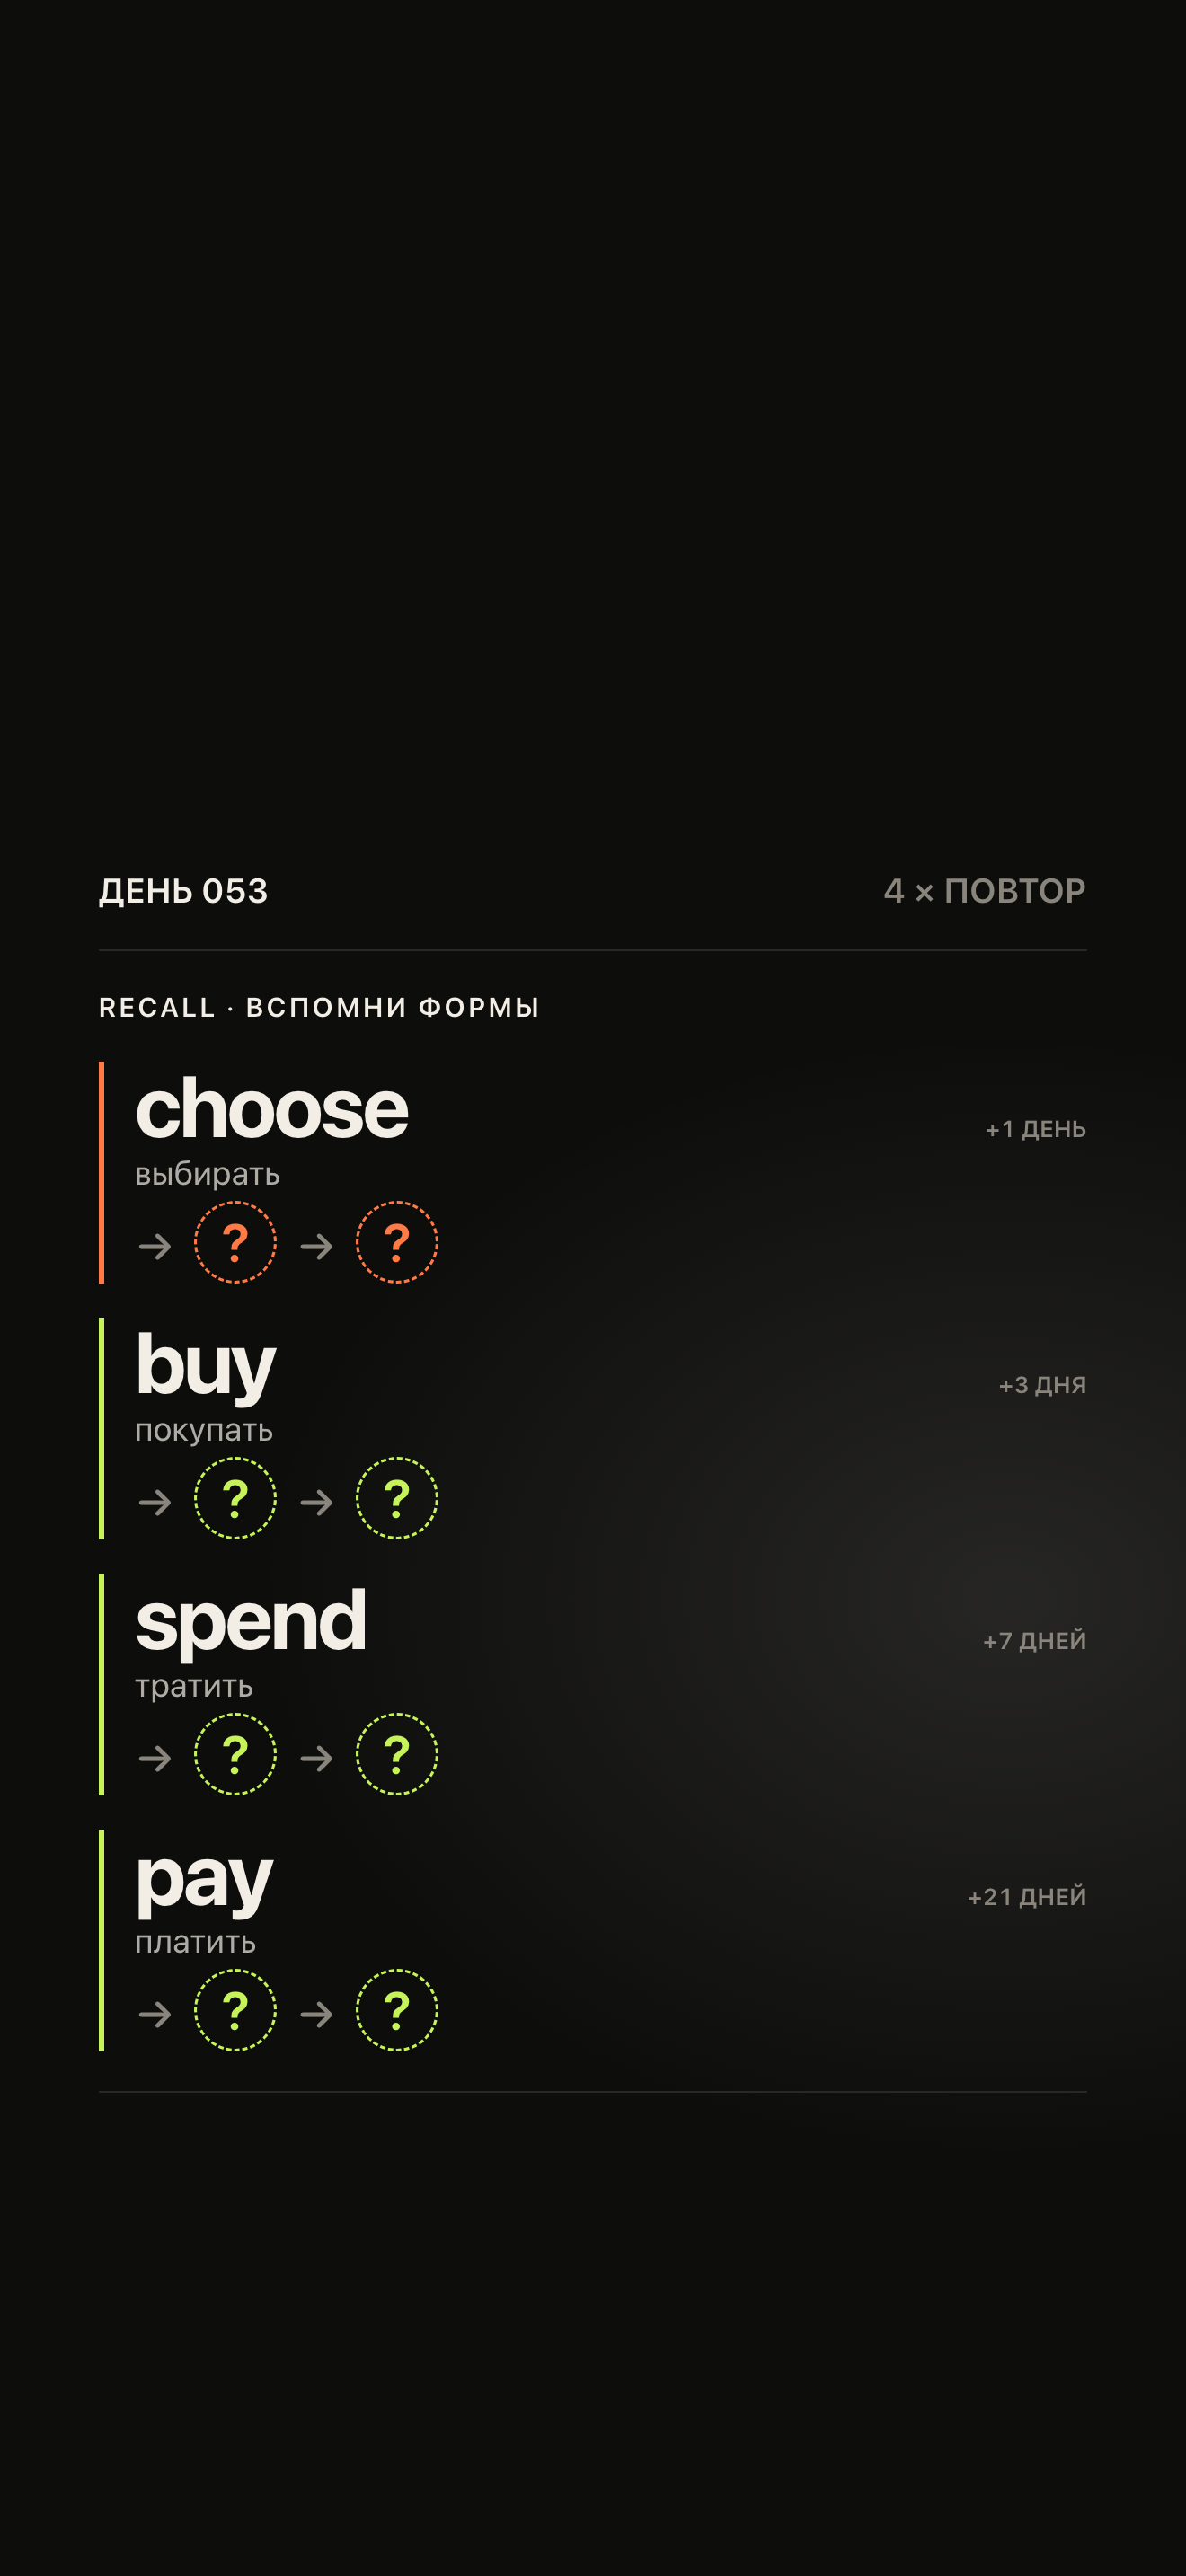 ДЕНЬ 053
4 × ПОВТОР
RECALL · ВСПОМНИ ФОРМЫ
choose
+1 ДЕНЬ
выбирать
→ ? → ?
buy
+3 ДНЯ
покупать
→ ? → ?
spend
+7 ДНЕЙ
тратить
→ ? → ?
pay
+21 ДНЕЙ
платить
→ ? → ?